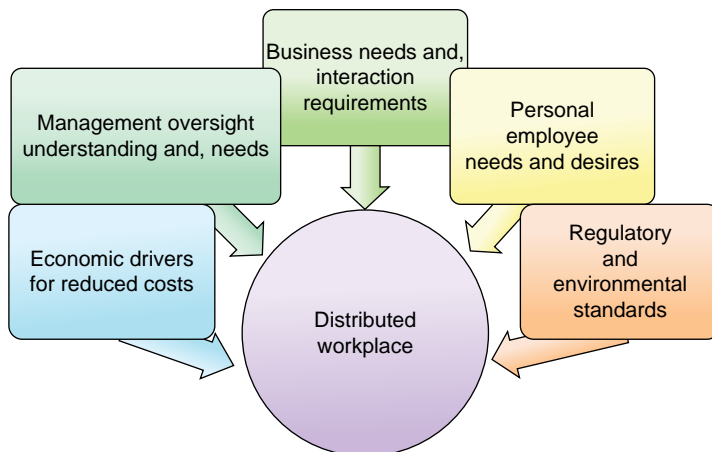 Business needs and,
interaction
requirements
Management oversight
understanding and, needs
Personal
employee
needs and desires
Economic drivers
for reduced costs
Regulatory
and
environmental
standards
Distributed
workplace